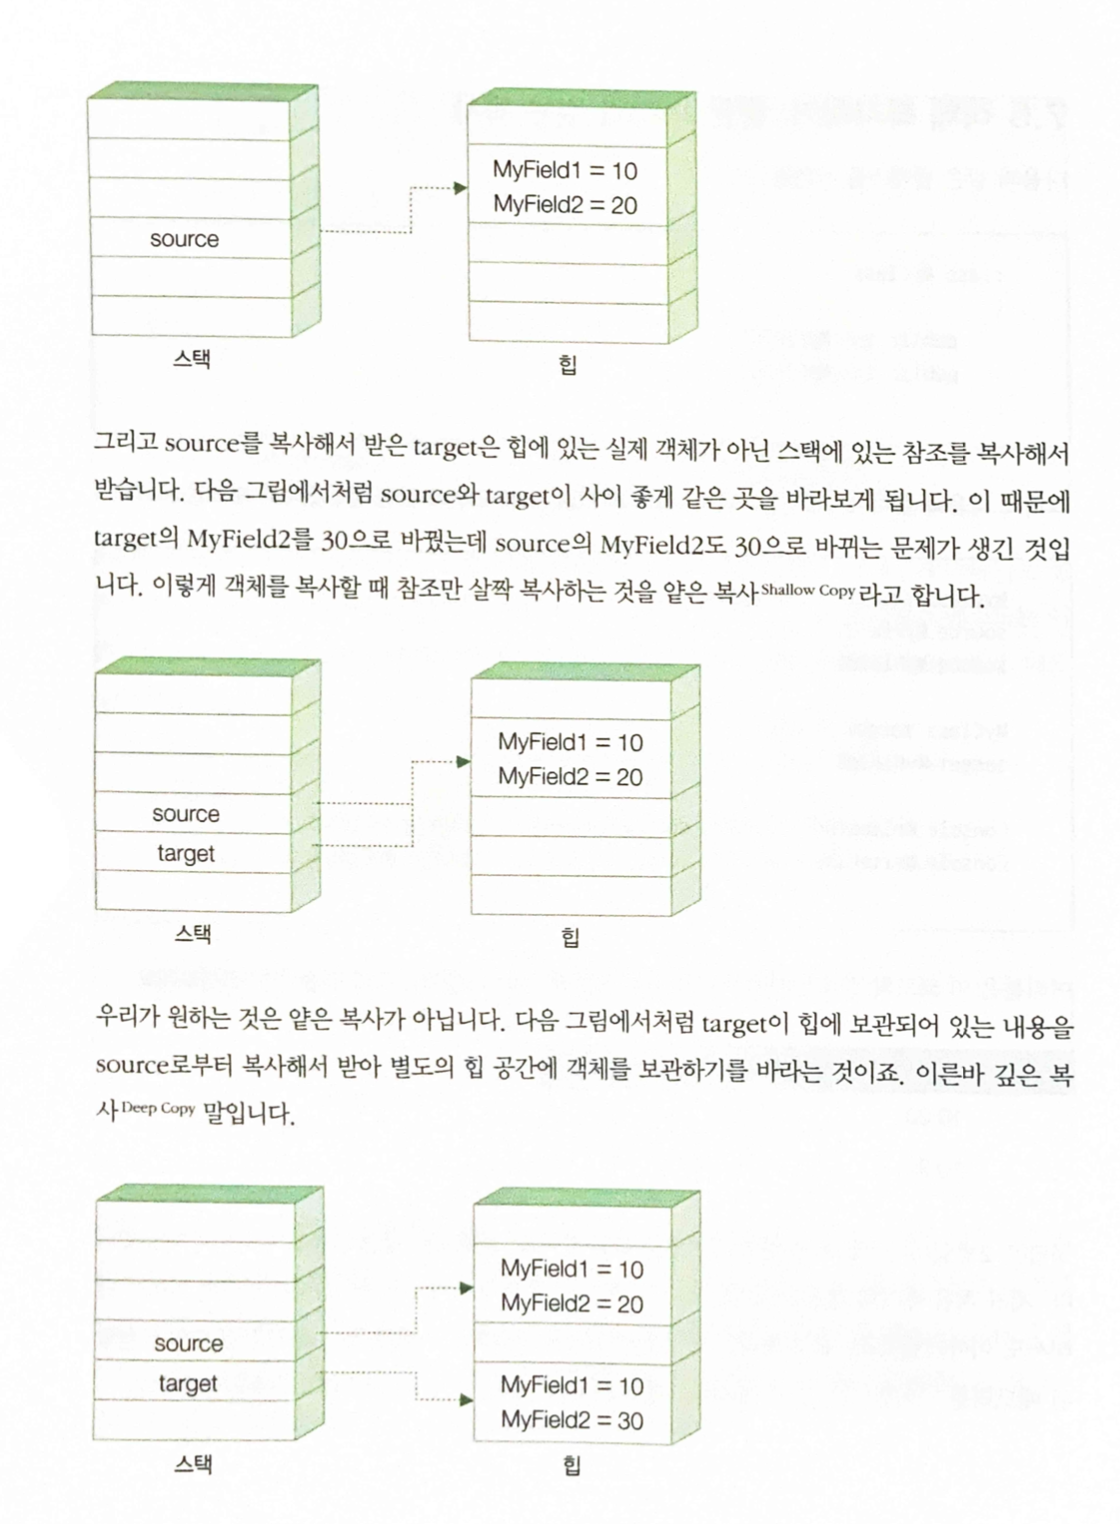 MyField1 = 10
MyField2 = 20
source
스택
힙
그리고 source를 복사해서 받은 target은 힙에 있는 실제 객체가 아닌 스택에 있는 참조를 복사해서
받습니다. 다음 그림에서처럼 source와 target이 사이 좋게 같은 곳을 바라보게 됩니다. 이 때문에
target의 MyField2를 30으로 바꿨는데 source의 MyField2도 30으로 바뀌는 문제가 생긴 것입
니다. 이렇게 객체를 복사할 때 참조만 살짝 복사하는 것을 얕은 복사Shallow Copy라고 합니다.
MyField1 = 10
MyField2 = 20
source
target
스택
힙
우리가 원하는 것은 얕은 복사가 아닙니다. 다음 그림에서처럼 target이 힙에 보관되어 있는 내용을
source로부터 복사해서 받아 별도의 힙 공간에 객체를 보관하기를 바라는 것이죠. 이른바 깊은 복
사Deep Copy 말입니다.
MyField1 = 10
MyField2 = 20
source
target
MyField1 = 10
MyField2 = 30
스택
힙